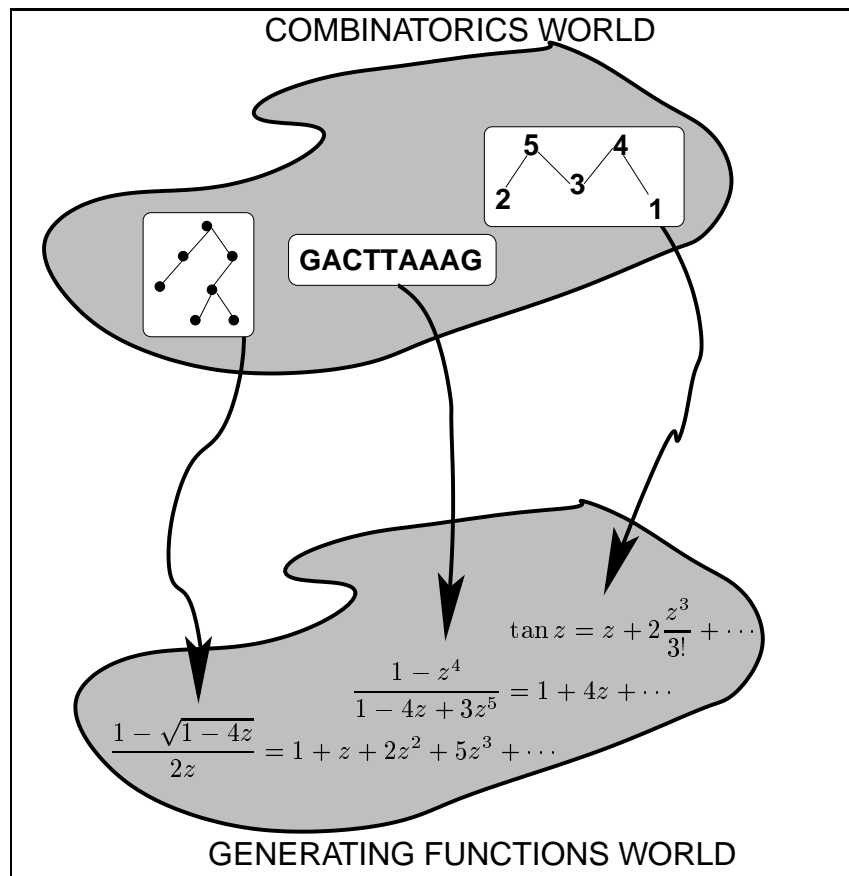 COMBINATORICS WORLD
5 4
3
2 1
GACTTAAAG
tan z = z + 2 z^3/3! + ⋯
(1 − z^4)/(1 − 4z + 3z^5) = 1 + 4z + ⋯
(1 − √(1 − 4z))/(2z) = 1 + z + 2z^2 + 5z^3 + ⋯
GENERATING FUNCTIONS WORLD